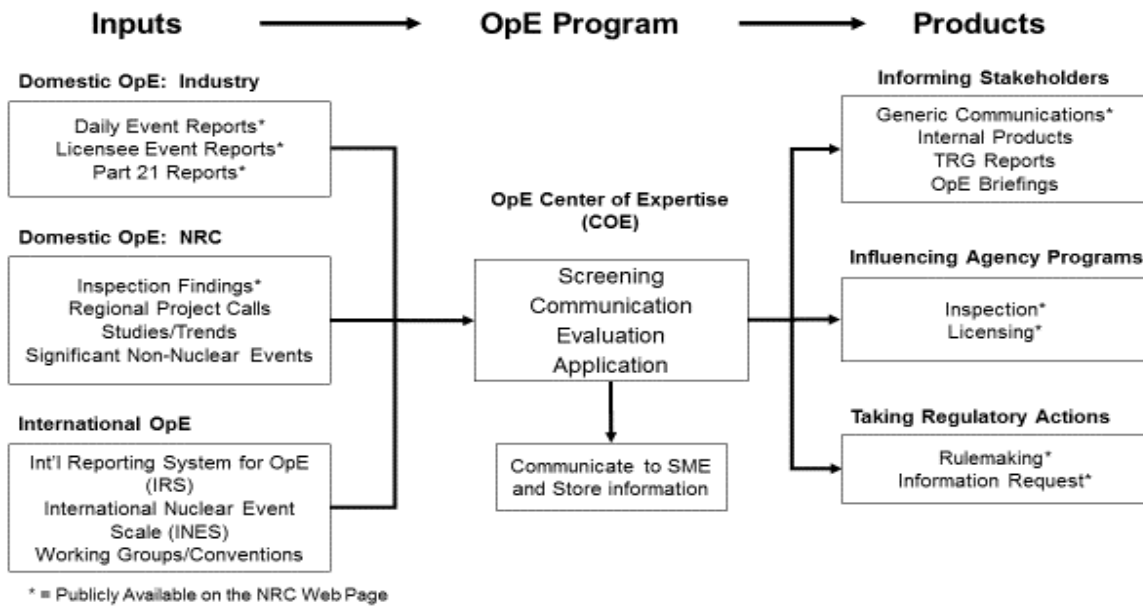 Inputs
OpE Program
Products
Domestic OpE: Industry
Daily Event Reports*
Licensee Event Reports*
Part 21 Reports*
Domestic OpE: NRC
Inspection Findings*
Regional Project Calls
Studies/Trends
Significant Non-Nuclear Events
International OpE
Int'l Reporting System for OpE
(IRS)
International Nuclear Event
Scale (INES)
Working Groups/Conventions
* = Publicly Available on the NRC Web Page
OpE Center of Expertise
(COE)
Screening
Communication
Evaluation
Application
Communicate to SME
and Store information
Informing Stakeholders
Generic Communications*
Internal Products
TRG Reports
OpE Briefings
Influencing Agency Programs
Inspection*
Licensing*
Taking Regulatory Actions
Rulemaking*
Information Request*